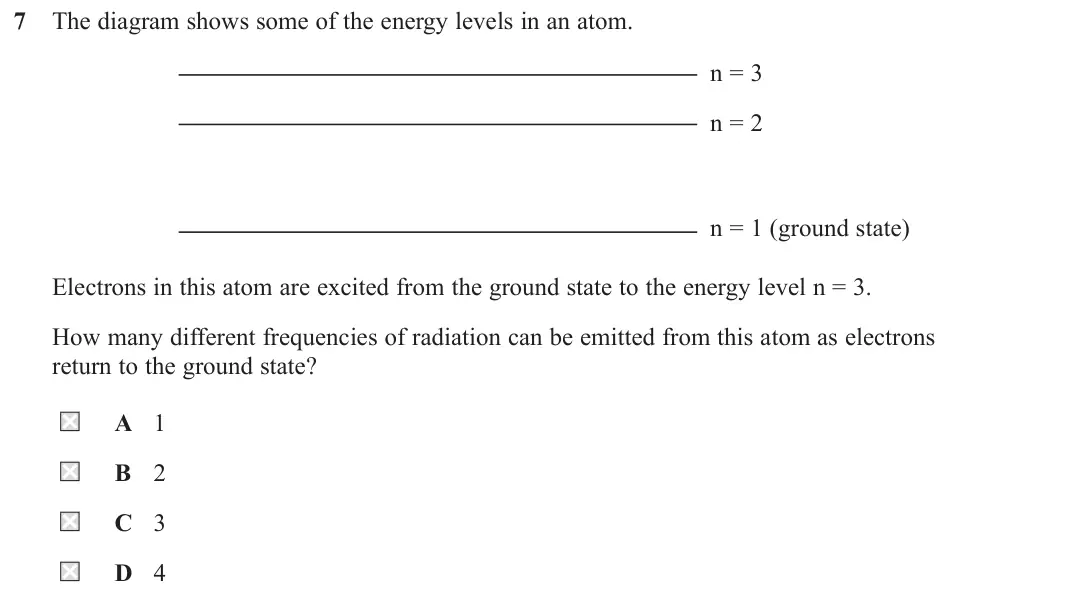 7 The diagram shows some of the energy levels in an atom.
n = 3
n = 2
n = 1 (ground state)
Electrons in this atom are excited from the ground state to the energy level n = 3.
How many different frequencies of radiation can be emitted from this atom as electrons
return to the ground state?
A 1
B 2
C 3
D 4